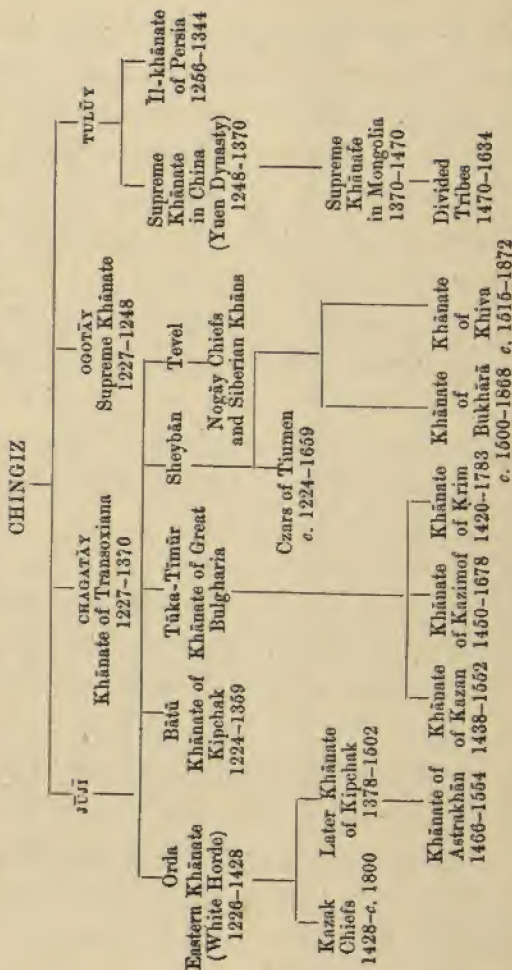 CHINGIZ
JŪJĪ
CHAGATĀY
Khānate of Transoxiana
1227–1370
OGOTĀY
Supreme Khānate
1227–1248
TULŪY
Orda
Eastern Khānate
(White Horde)
1226–1428
Bātū
Khānate of
Kipchak
1224–1359
Tūka-Tīmūr
Khānate of Great
Bulgharia
Sheybān
Tevel
Nogāy Chiefs
and Siberian Khāns
Supreme
Khānate
in China
(Yuen Dynasty)
1248–1370
Īl-khānate
of Persia
1256–1344
Kazak
Chiefs
1428–c. 1800
Later Khānate
of Kipchak
1378–1502
Czars of Tiumen
c. 1224–1659
Supreme
Khānate
in Mongolia
1370–1470
Khānate of
Astrakhān
1466–1554
Khānate
of Kazan
1438–1552
Khānate
of Kazimof
1450–1678
Khānate
of Krim
1420–1783
Khānate
of
Bukhārā
c. 1500–1868
Khānate
of
Khiva
c. 1515–1872
Divided
Tribes
1470–1634